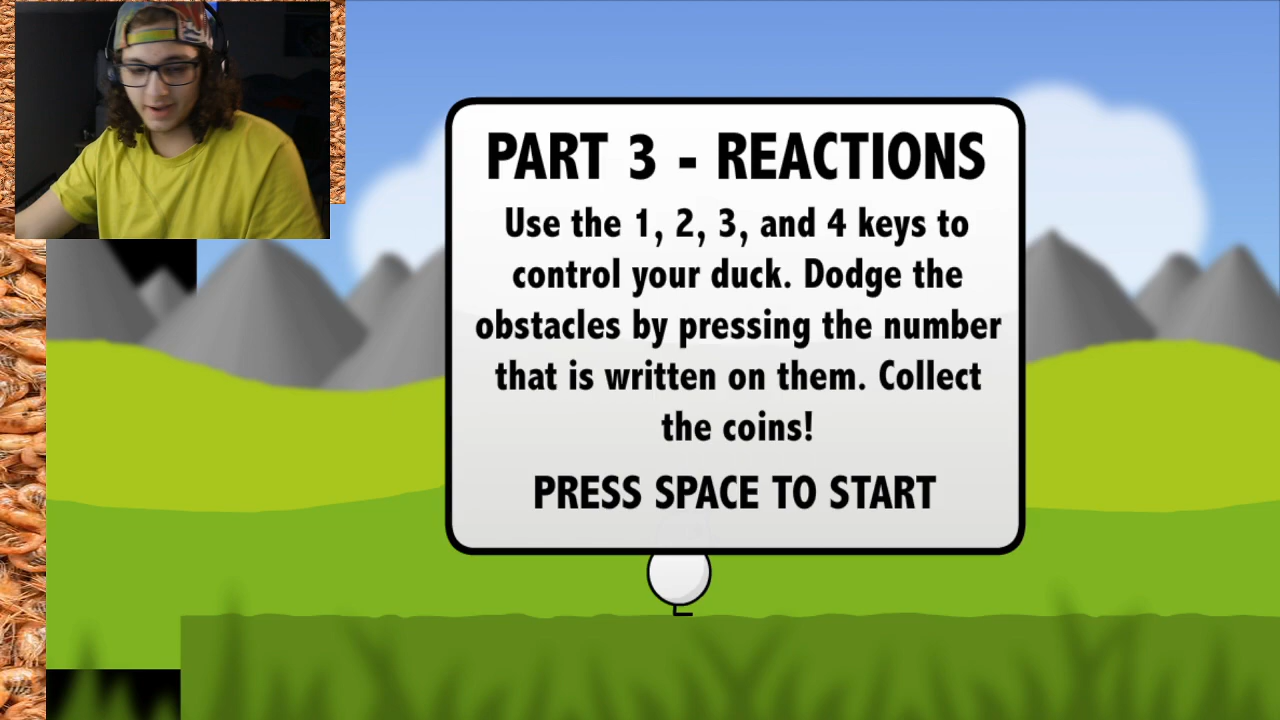 PART 3 - REACTIONS
Use the 1, 2, 3, and 4 keys to
control your duck. Dodge the
obstacles by pressing the number
that is written on them. Collect
the coins!
PRESS SPACE TO START